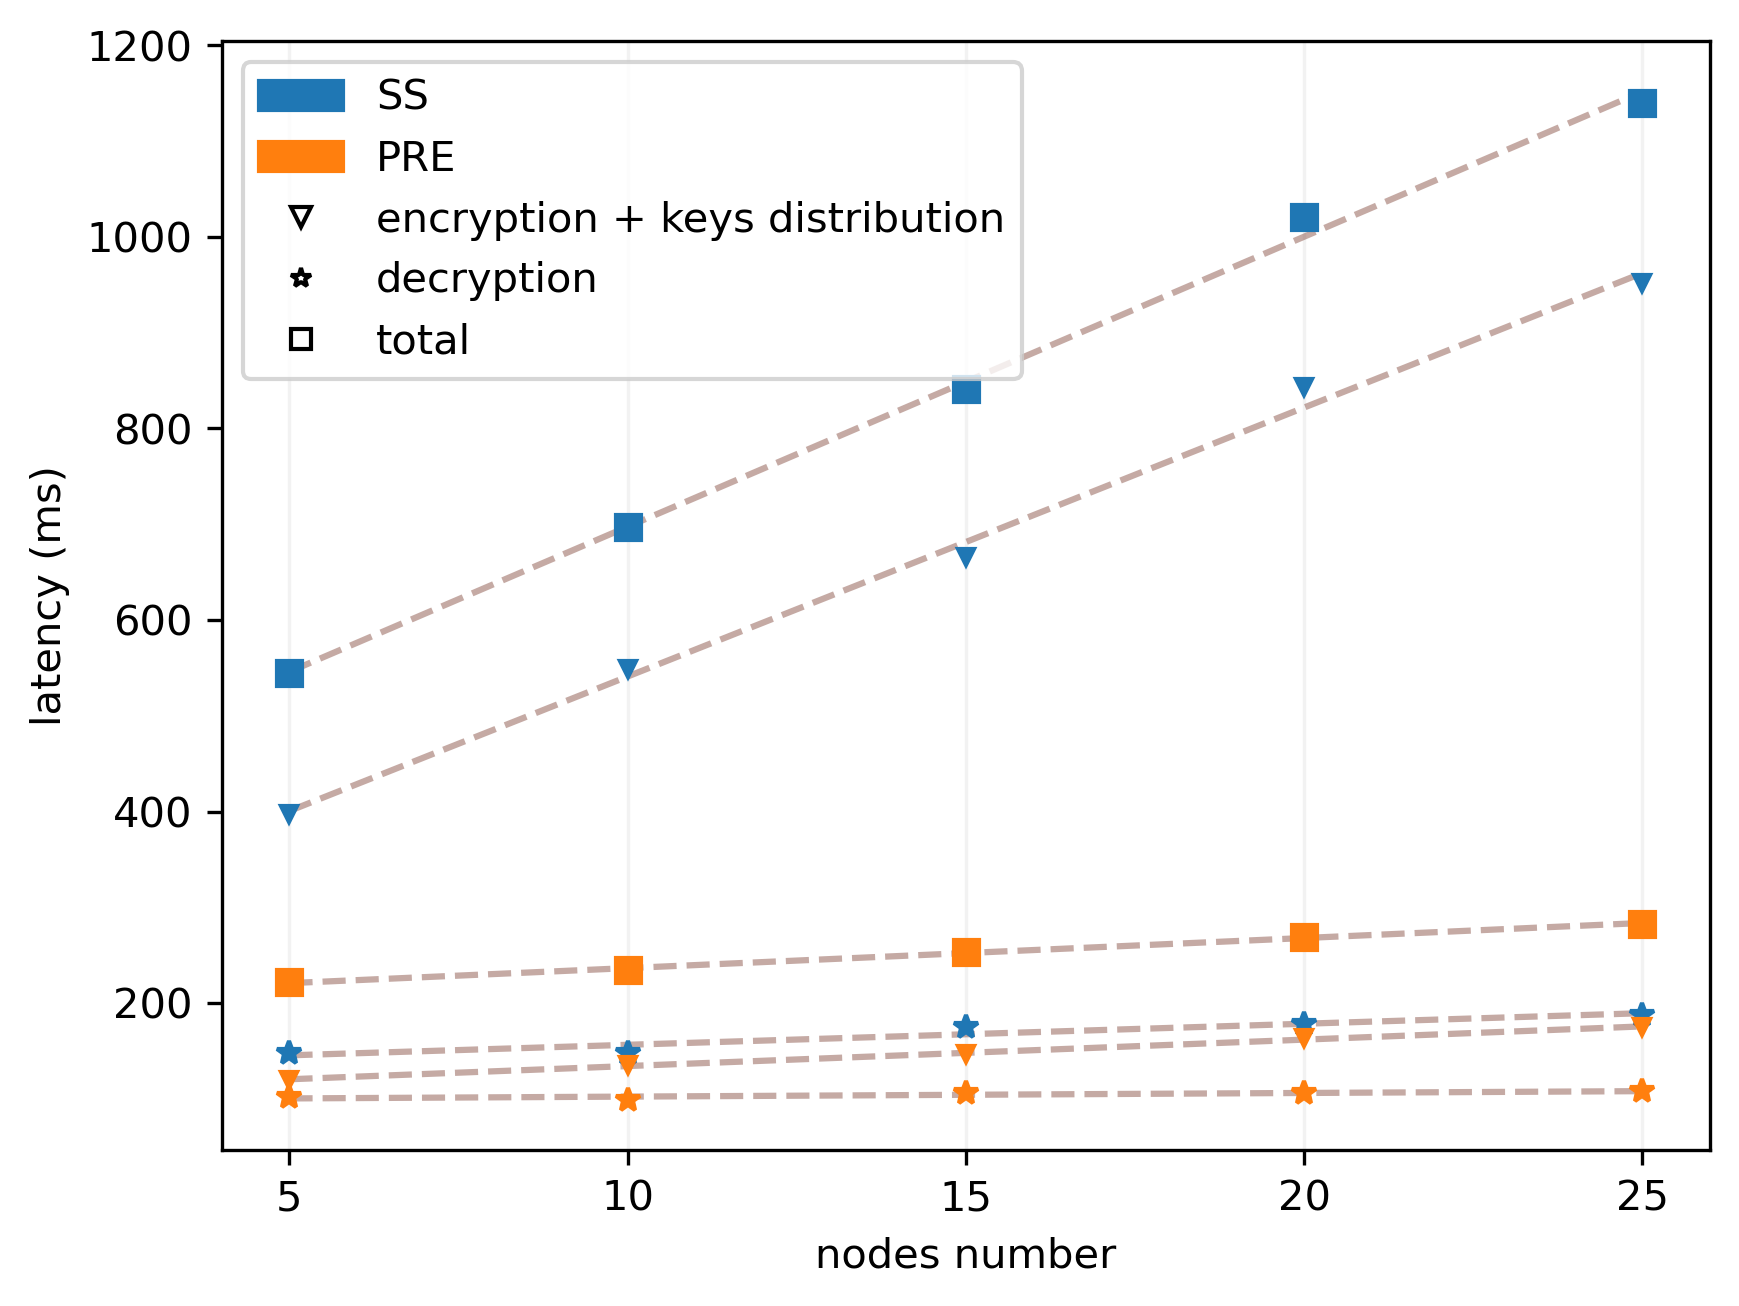 1200
1000
800
600
400
200
latency (ms)
SS
PRE
encryption + keys distribution
decryption
total
5 10 15 20 25
nodes number